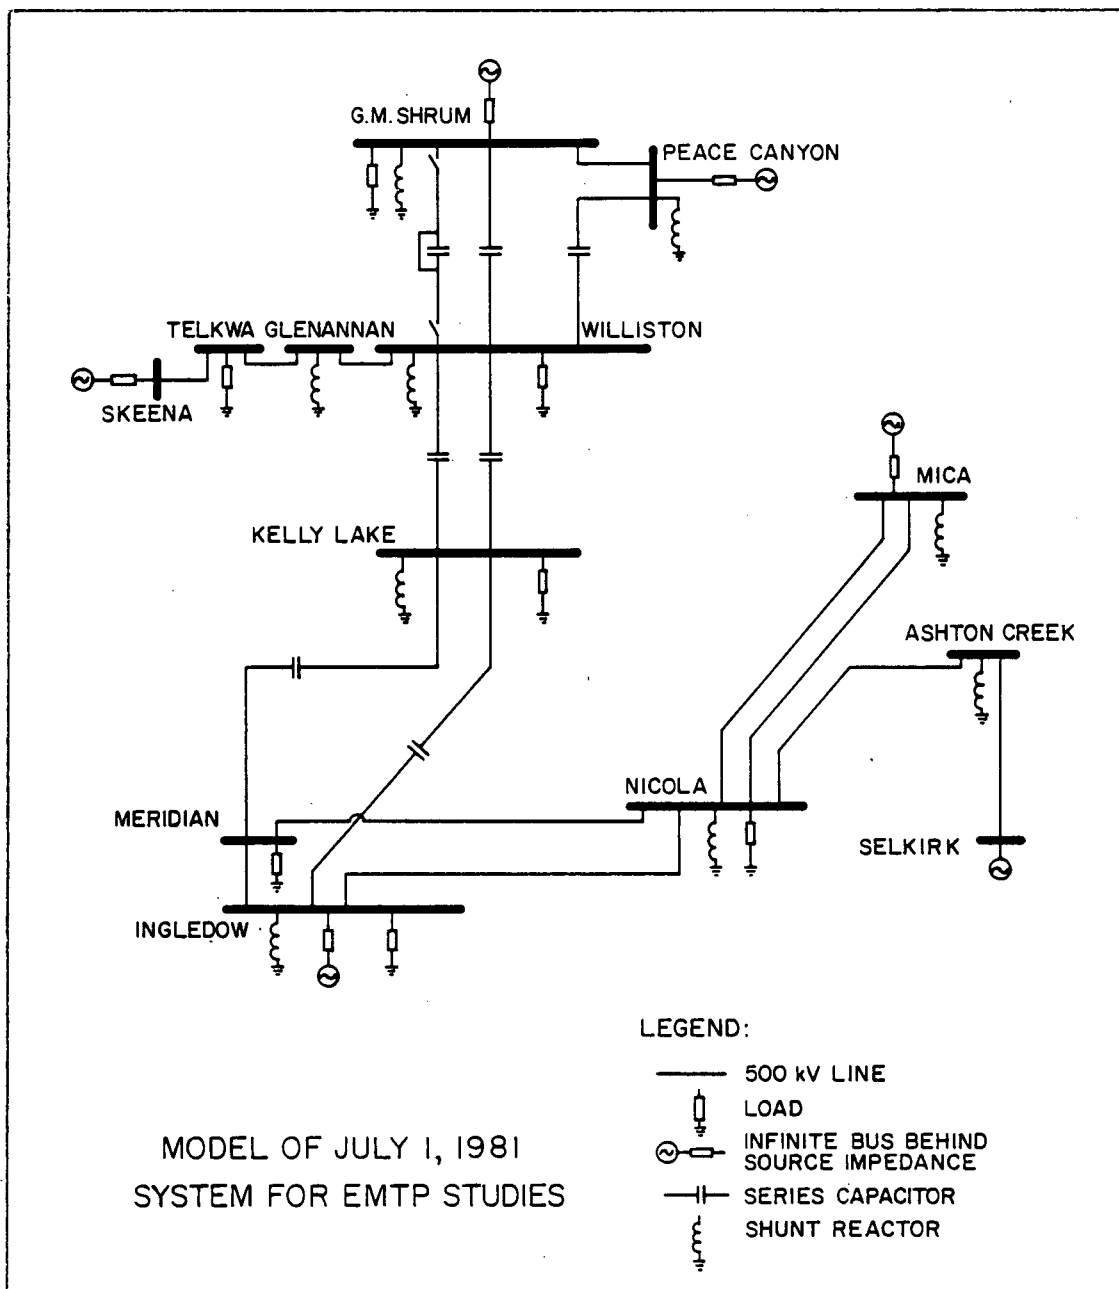 G.M. SHRUM
PEACE CANYON
TELKWA GLENANNAN
WILLISTON
SKEENA
MICA
KELLY LAKE
ASHTON CREEK
NICOLA
MERIDIAN
SELKIRK
INGLEDOW
LEGEND:
500 kV LINE
LOAD
INFINITE BUS BEHIND
SOURCE IMPEDANCE
SERIES CAPACITOR
SHUNT REACTOR
MODEL OF JULY 1, 1981
SYSTEM FOR EMTP STUDIES